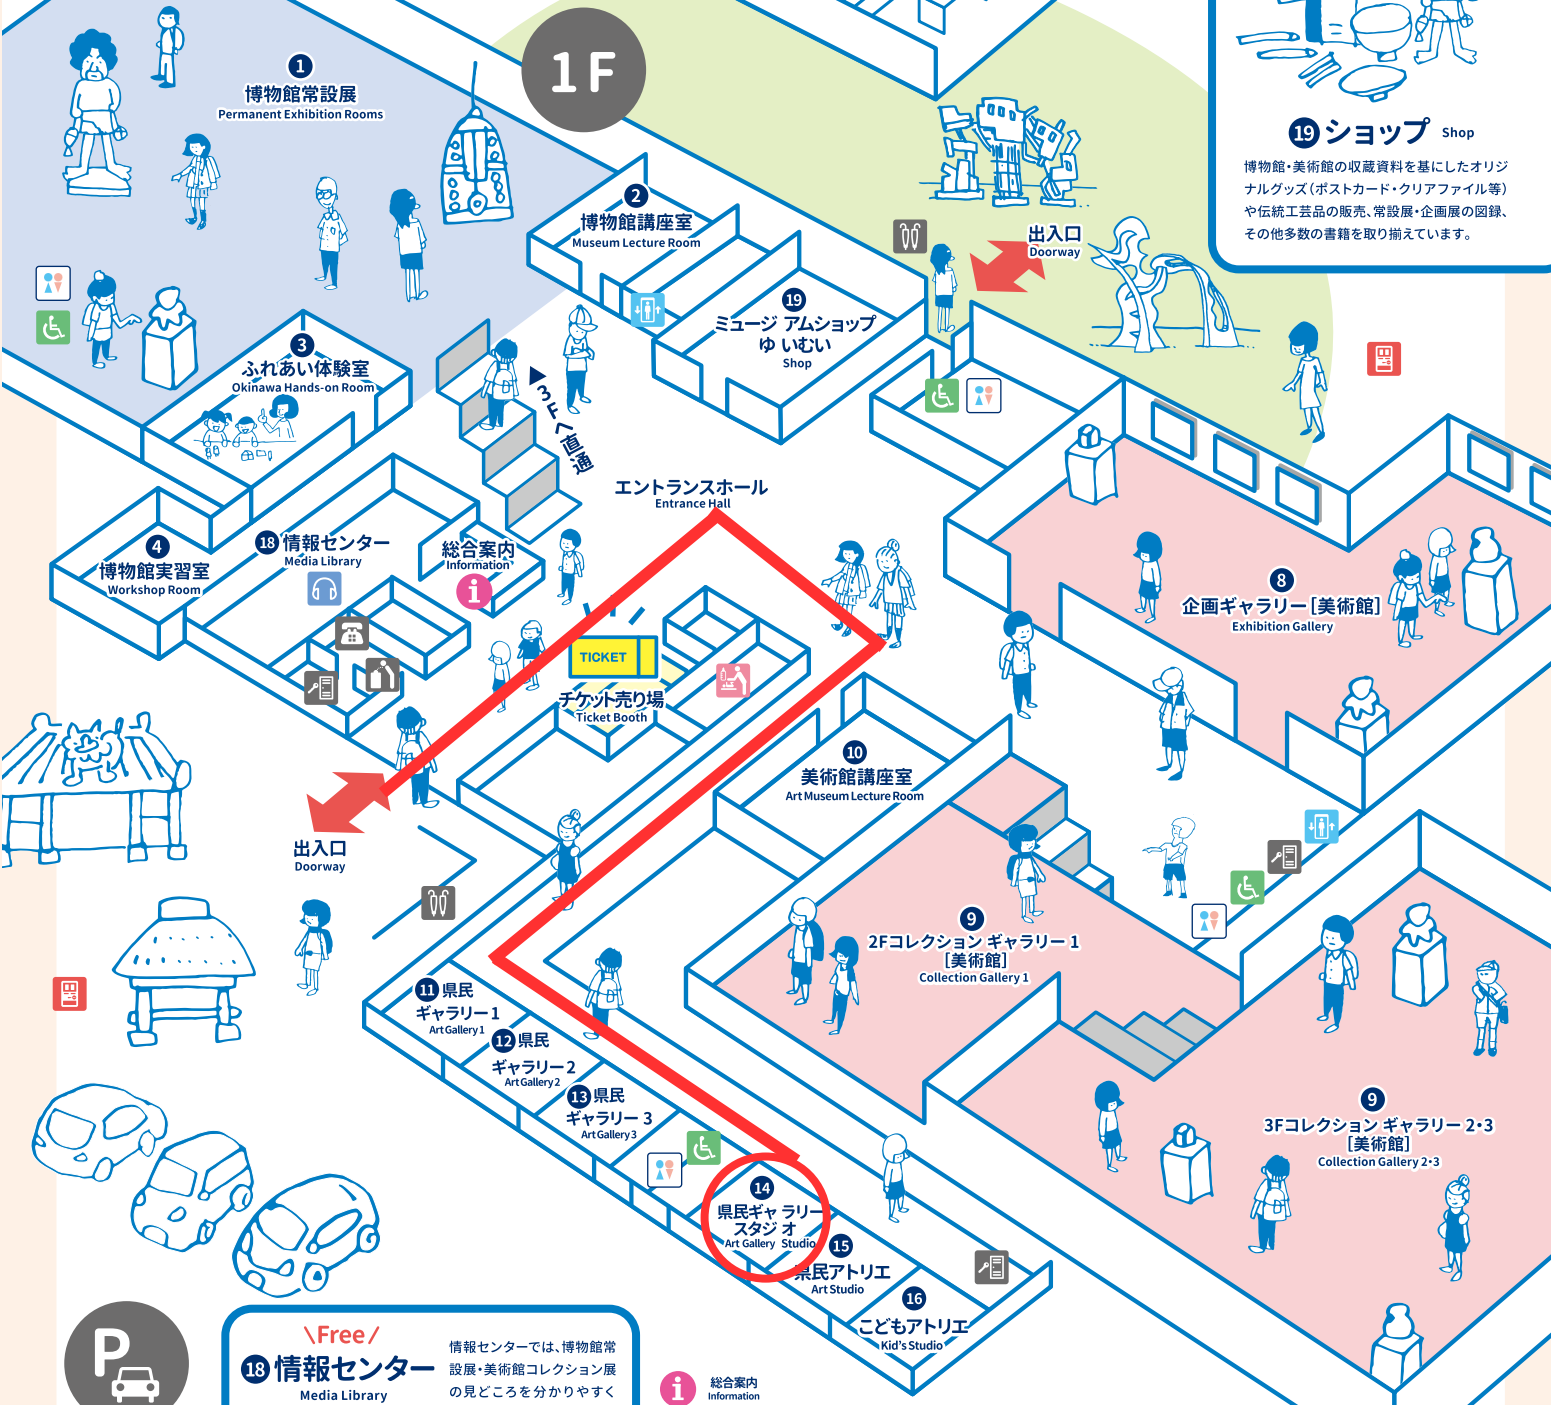 1F
1
博物館常設展
Permanent Exhibition Rooms
19 ショップ Shop
博物館・美術館の収蔵資料を基にしたオリジ
ナルグッズ（ポストカード・クリアファイル等）
や伝統工芸品の販売、常設展・企画展の図録、
その他多数の書籍を取り揃えています。
2
博物館講座室
Museum Lecture Room
出入口
Doorway
19
ミュージアムショップ
ゆいむい
Shop
3
ふれあい体験室
Okinawa Hands-on Room
▲3Fへ直通
エントランスホール
Entrance Hall
4
博物館実習室
Workshop Room
18 情報センター
Media Library
総合案内
Information
i
8
企画ギャラリー［美術館］
Exhibition Gallery
TICKET
チケット売り場
Ticket Booth
10
美術館講座室
Art Museum Lecture Room
出入口
Doorway
9
2Fコレクションギャラリー1
［美術館］
Collection Gallery 1
11 県民
ギャラリー1
Art Gallery 1
12 県民
ギャラリー2
Art Gallery 2
13 県民
ギャラリー3
Art Gallery 3
9
3Fコレクションギャラリー2・3
［美術館］
Collection Gallery 2・3
14
県民ギャラリー
スタジオ
Art Gallery Studio
15
県民アトリエ
Art Studio
16
こどもアトリエ
Kid's Studio
P
\Free/
18 情報センター
Media Library
情報センターでは、博物館常
設展・美術館コレクション展
の見どころを分かりやすく
i
総合案内
Information